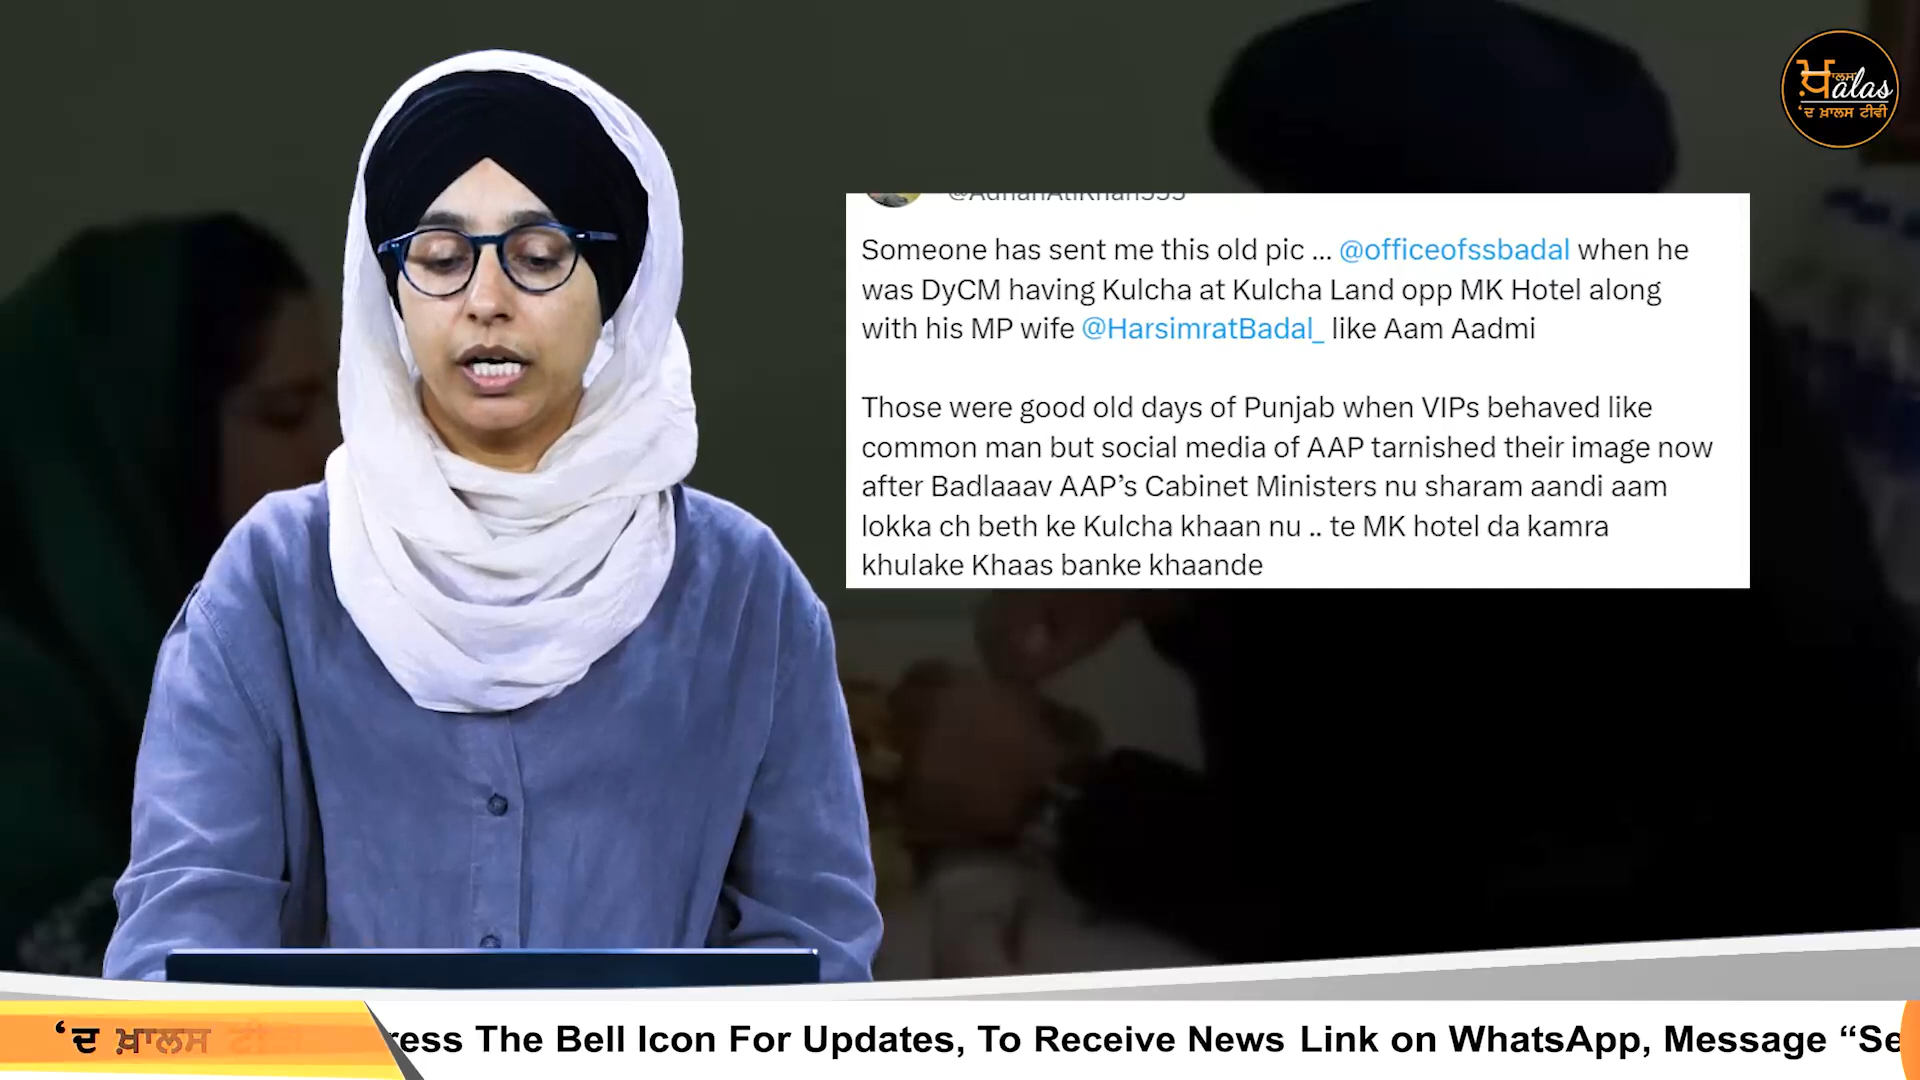 ਖ਼ਾਲਸ
alas
'ਦ ਖ਼ਾਲਸ ਟੀਵੀ
Someone has sent me this old pic ... @officeofssbadal when he
was DyCM having Kulcha at Kulcha Land opp MK Hotel along
with his MP wife @HarsimratBadal_ like Aam Aadmi
Those were good old days of Punjab when VIPs behaved like
common man but social media of AAP tarnished their image now
after Badlaaav AAP’s Cabinet Ministers nu sharam aandi aam
lokka ch beth ke Kulcha khaan nu .. te MK hotel da kamra
khulake Khaas banke khaande
‘ਦ ਖ਼ਾਲਸ ਟੀਵੀ
ress The Bell Icon For Updates, To Receive News Link on WhatsApp, Message “Se